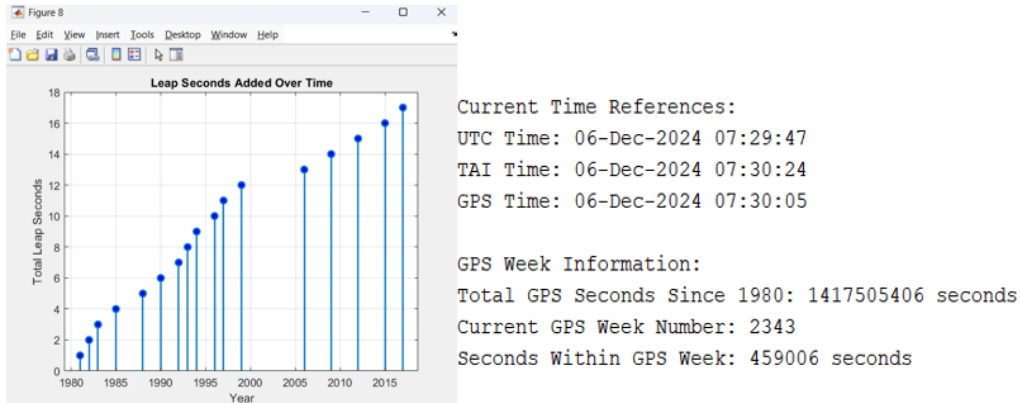 Figure 8
File Edit View Insert Tools Desktop Window Help
Leap Seconds Added Over Time
18
16
14
12
10
8
6
4
2
0
Total Leap Seconds
1980 1985 1990 1995 2000 2005 2010 2015
Year
Current Time References:
UTC Time: 06-Dec-2024 07:29:47
TAI Time: 06-Dec-2024 07:30:24
GPS Time: 06-Dec-2024 07:30:05
GPS Week Information:
Total GPS Seconds Since 1980: 1417505406 seconds
Current GPS Week Number: 2343
Seconds Within GPS Week: 459006 seconds